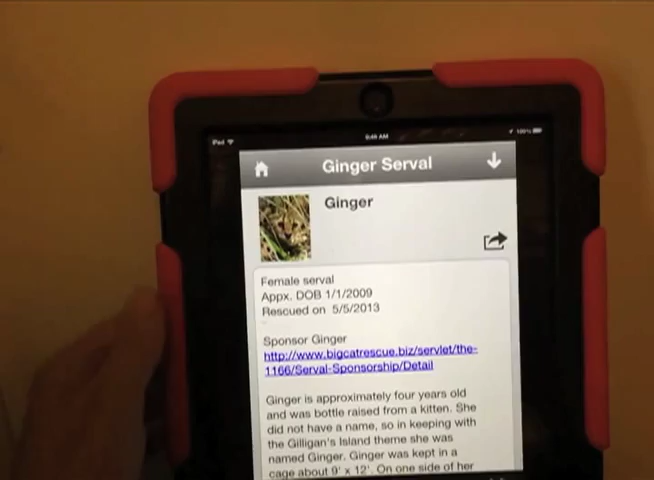 iPad
9:46 AM
100%
Ginger Serval
Ginger
Female serval
Appx. DOB 1/1/2009
Rescued on 5/5/2013
Sponsor Ginger
http://www.bigcatrescue.biz/servlet/the-
1166/Serval-Sponsorship/Detail
Ginger is approximately four years old
and was bottle raised from a kitten. She
did not have a name, so in keeping with
the Gilligan's Island theme she was
named Ginger. Ginger was kept in a
cage about 9' x 12'. On one side of her